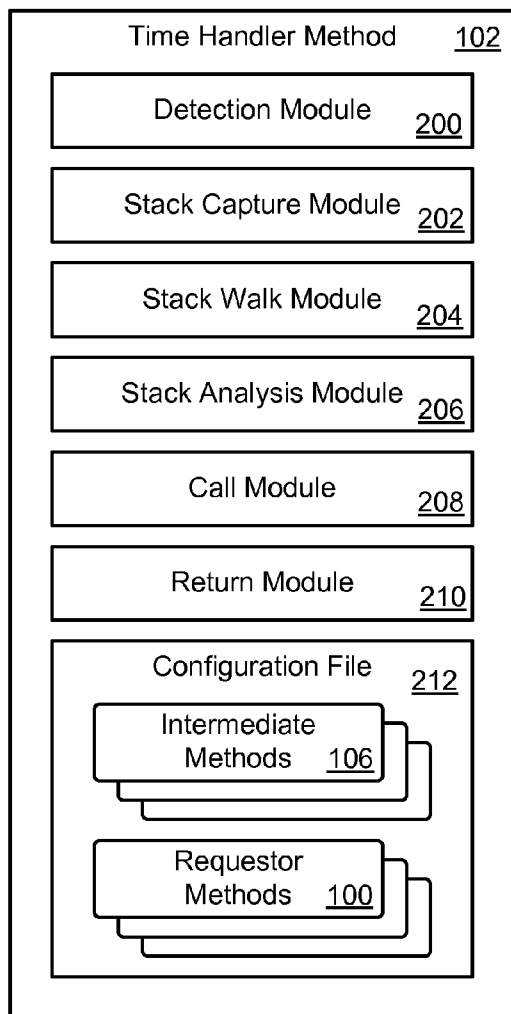 Time Handler Method 102
Detection Module 200
Stack Capture Module 202
Stack Walk Module 204
Stack Analysis Module 206
Call Module 208
Return Module 210
Configuration File 212
Intermediate
Methods 106
Requestor
Methods 100